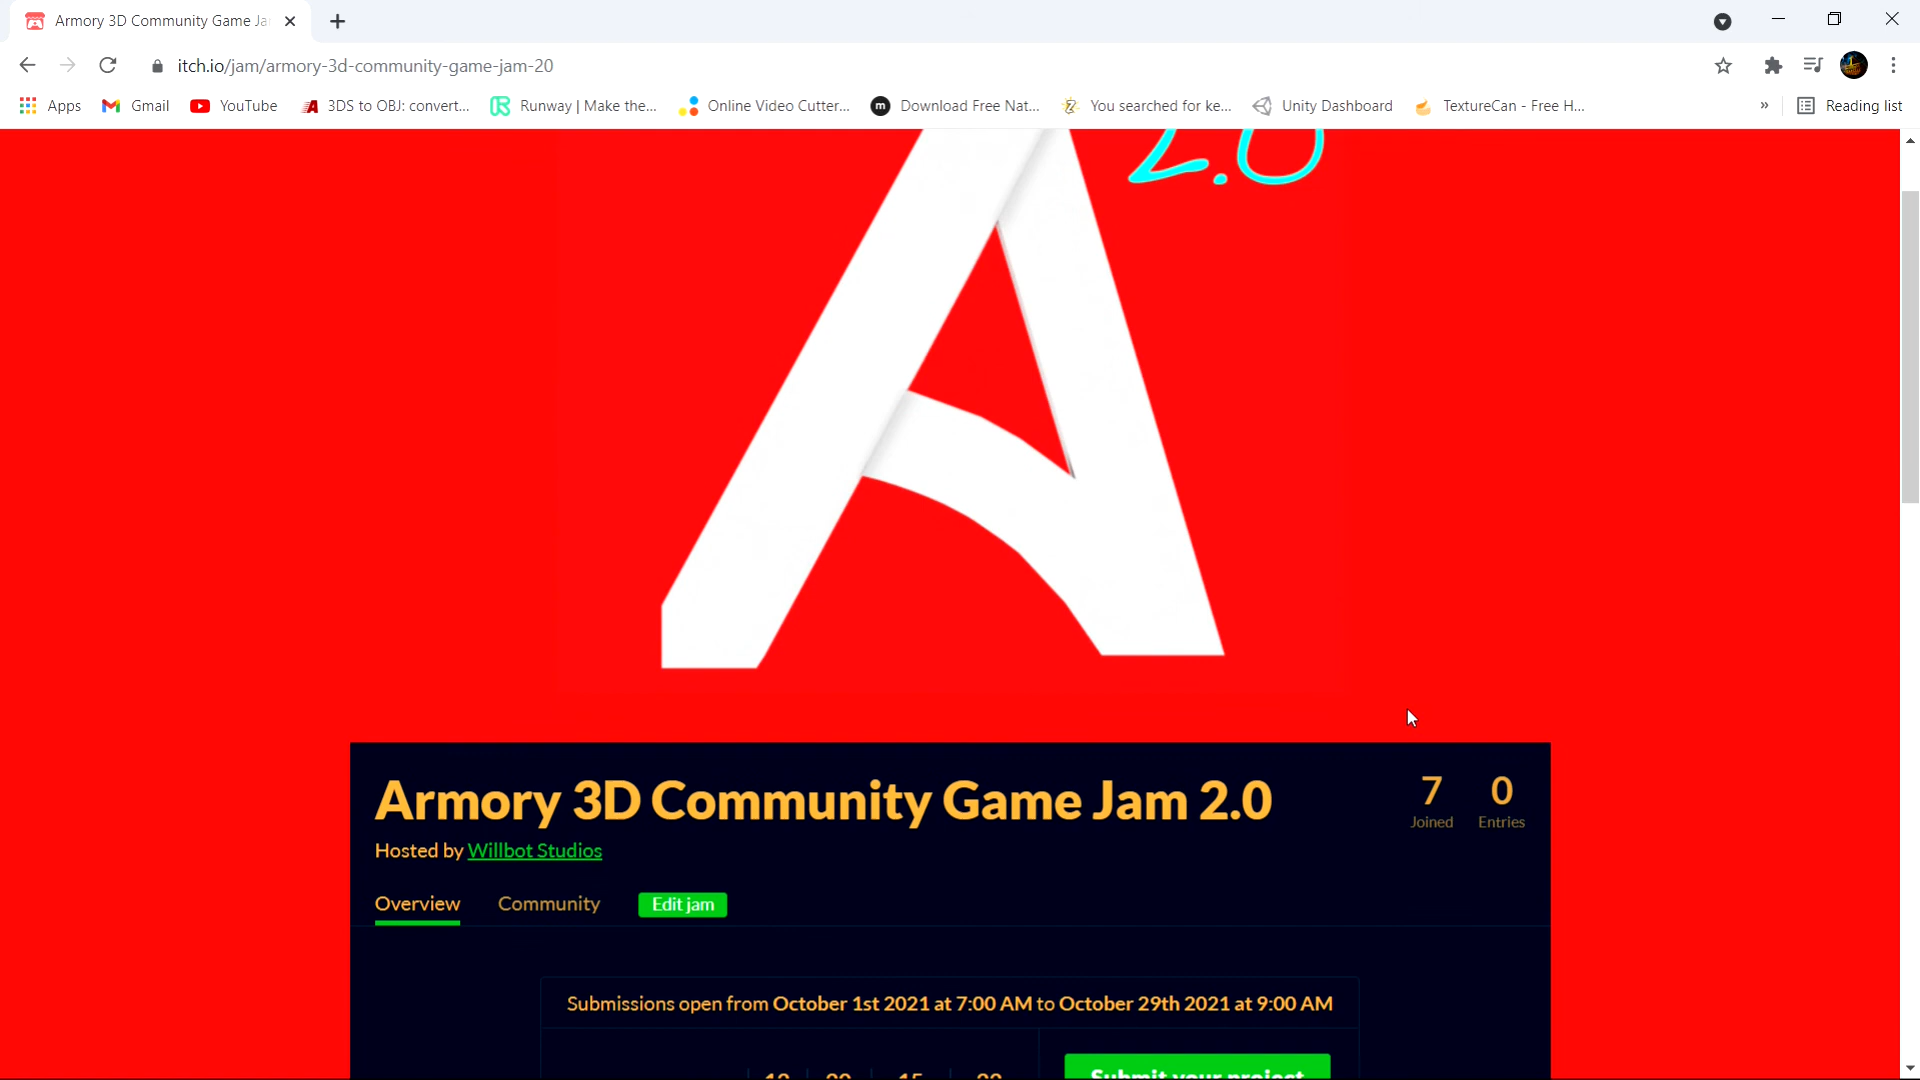 Armory 3D Community Game Ja
itch.io/jam/armory-3d-community-game-jam-20
Apps Gmail YouTube 3DS to OBJ: convert... Runway | Make the... Online Video Cutter... Download Free Nat... You searched for ke... Unity Dashboard TextureCan - Free H... » Reading list
2.0
Armory 3D Community Game Jam 2.0
7 0
Joined Entries
Hosted by Willbot Studios
Overview Community Edit jam
Submissions open from October 1st 2021 at 7:00 AM to October 29th 2021 at 9:00 AM
Submit your project